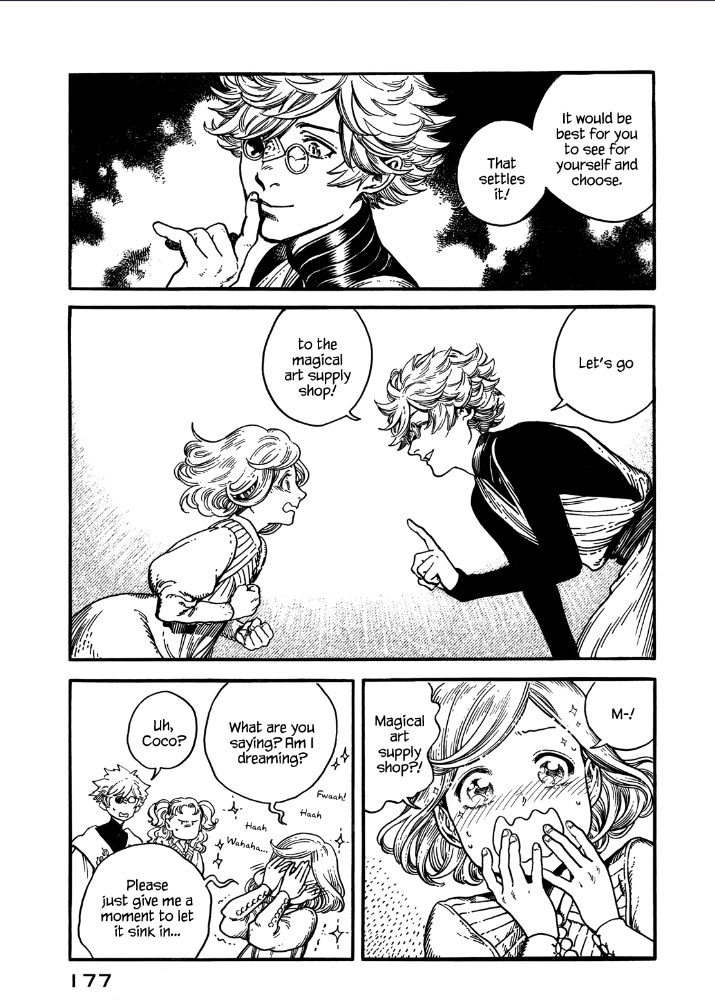 It would be
best for you
to see for
yourself and
choose.
That
settles
it!
Let's go
to the
magical
art supply
shop!
M-!
Magical
art
supply
shop?!
What are you
saying? Am I
dreaming?
Uh,
Coco?
Fwaah!
Haah
Haah
Wahaha...
Please
just give me a
moment to let
it sink in...
177